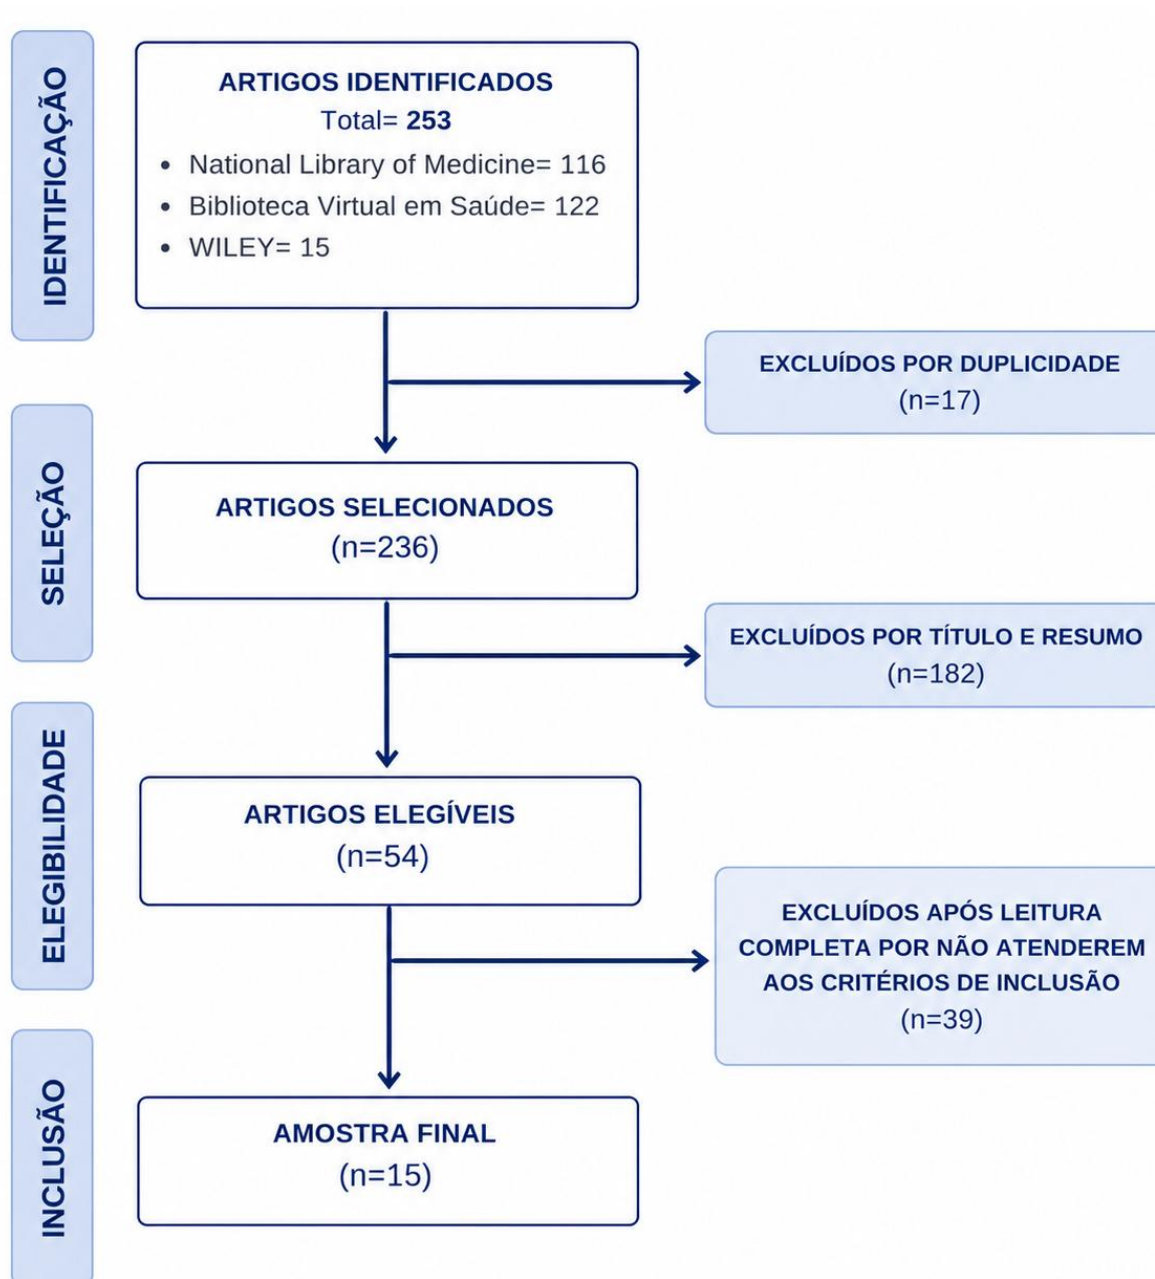 IDENTIFICAÇÃO
ARTIGOS IDENTIFICADOS
Total= 253
• National Library of Medicine= 116
• Biblioteca Virtual em Saúde= 122
• WILEY= 15
EXCLUÍDOS POR DUPLICIDADE
(n=17)
SELEÇÃO
ARTIGOS SELECIONADOS
(n=236)
EXCLUÍDOS POR TÍTULO E RESUMO
(n=182)
ELEGIBILIDADE
ARTIGOS ELEGÍVEIS
(n=54)
EXCLUÍDOS APÓS LEITURA
COMPLETA POR NÃO ATENDEREM
AOS CRITÉRIOS DE INCLUSÃO
(n=39)
INCLUSÃO
AMOSTRA FINAL
(n=15)